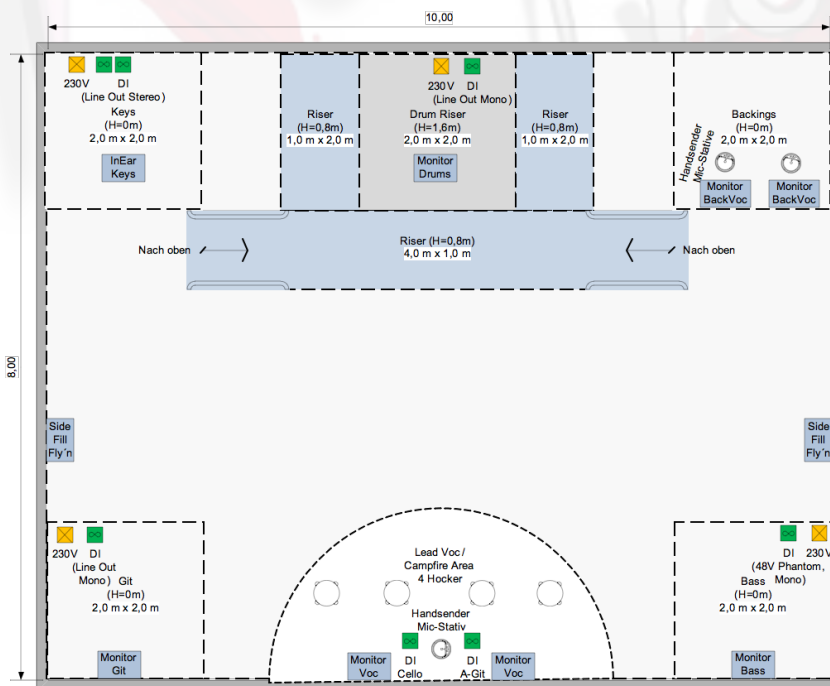 10,00
8,00
230V
DI
(Line Out Stereo)
Keys
(H=0m)
2,0 m x 2,0 m
InEar
Keys
Riser
(H=0,8m)
1,0 m x 2,0 m
230V
DI
(Line Out Mono)
Drum Riser
(H=1,6m)
2,0 m x 2,0 m
Monitor
Drums
Riser
(H=0,8m)
1,0 m x 2,0 m
Backings
(H=0m)
2,0 m x 2,0 m
Handsender
Mic-Stative
Monitor
BackVoc
Monitor
BackVoc
Nach oben
Riser (H=0,8m)
4,0 m x 1,0 m
Nach oben
Side
Fill
Fly´n
Side
Fill
Fly´n
230V
DI
(Line Out
Mono)
Git
(H=0m)
2,0 m x 2,0 m
Monitor
Git
Lead Voc /
Campfire Area
4 Hocker
Handsender
Mic-Stativ
Monitor
Voc
DI
Cello
DI
A-Git
Monitor
Voc
DI
230V
(48V Phantom,
Mono)
Bass
(H=0m)
2,0 m x 2,0 m
Monitor
Bass